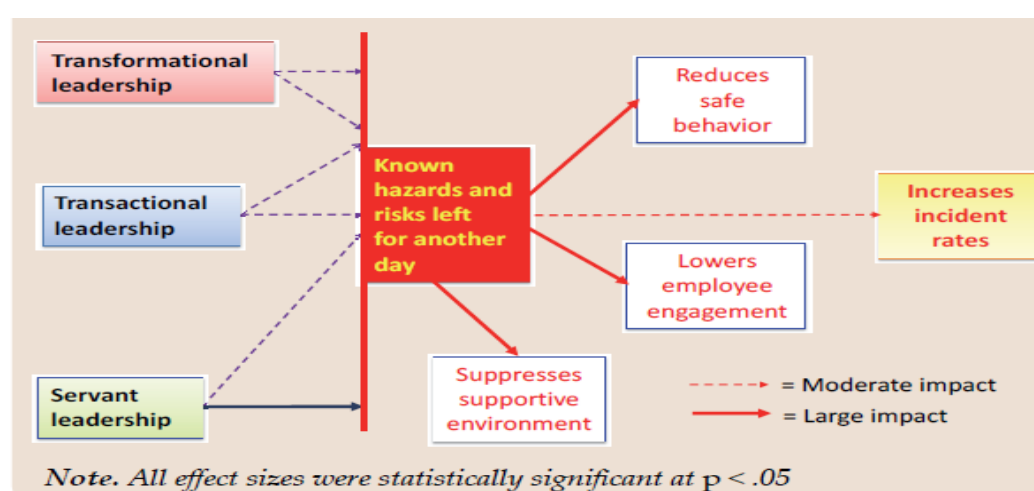 Transformational
leadership
Transactional
leadership
Servant
leadership
Known
hazards and
risks left
for another
day
Reduces
safe
behavior
Increases
incident
rates
Lowers
employee
engagement
Suppresses
supportive
environment
= Moderate impact
= Large impact
Note. All effect sizes were statistically significant at p < .05